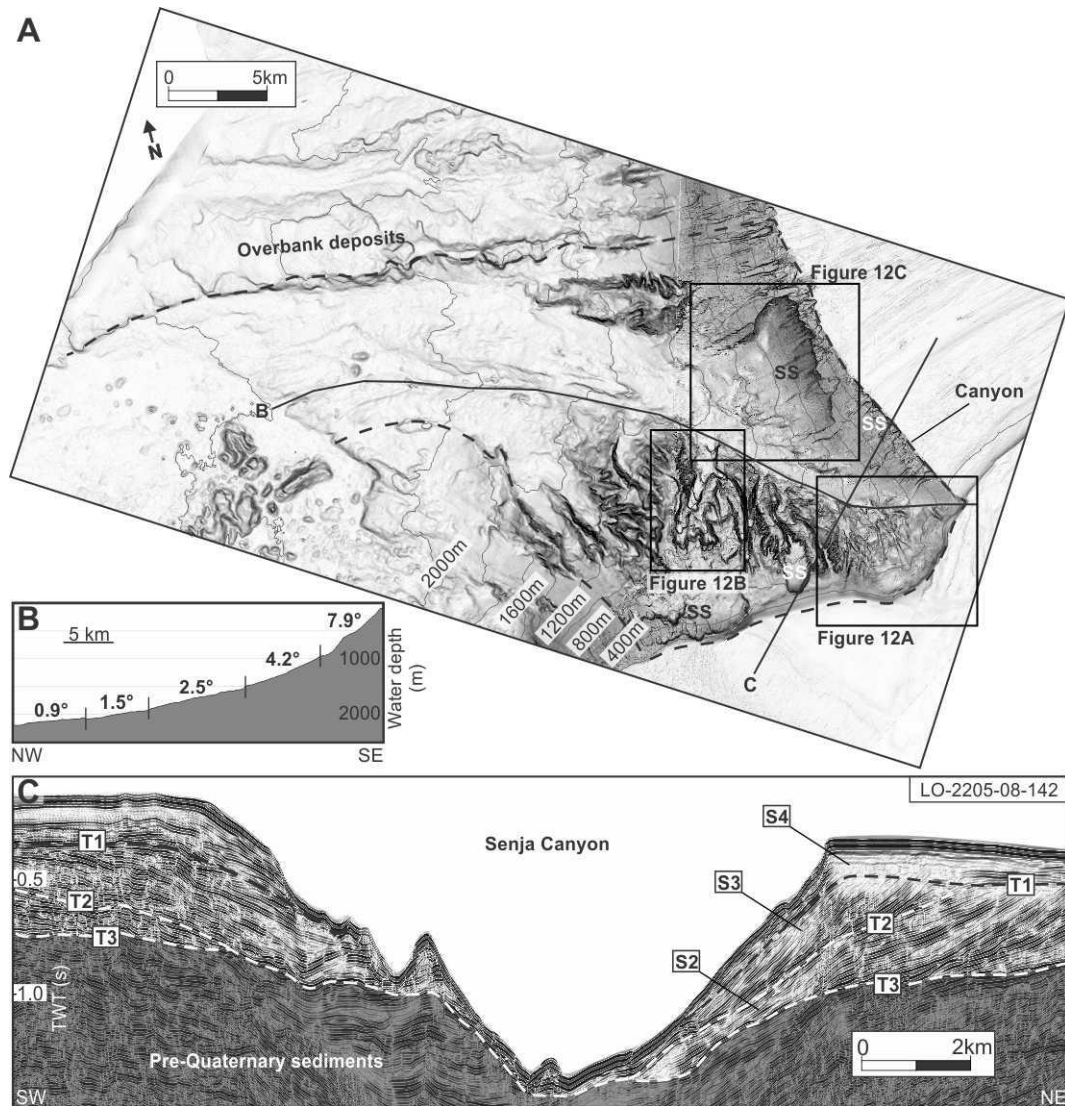 A
0 5km
N
Overbank deposits
Figure 12C
SS
SS
Canyon
B
2000m
1600m
1200m
800m
400m
SS
SS
Figure 12B
Figure 12A
C
B
5 km
7.9°
4.2°
2.5°
1.5°
0.9°
1000
2000
Water depth
(m)
NW SE
C
LO-2205-08-142
Senja Canyon
S4
S3
S2
T1
T2
T3
T1
T2
T3
-0.5
-1.0
TWT (s)
Pre-Quaternary sediments
0 2km
SW NE